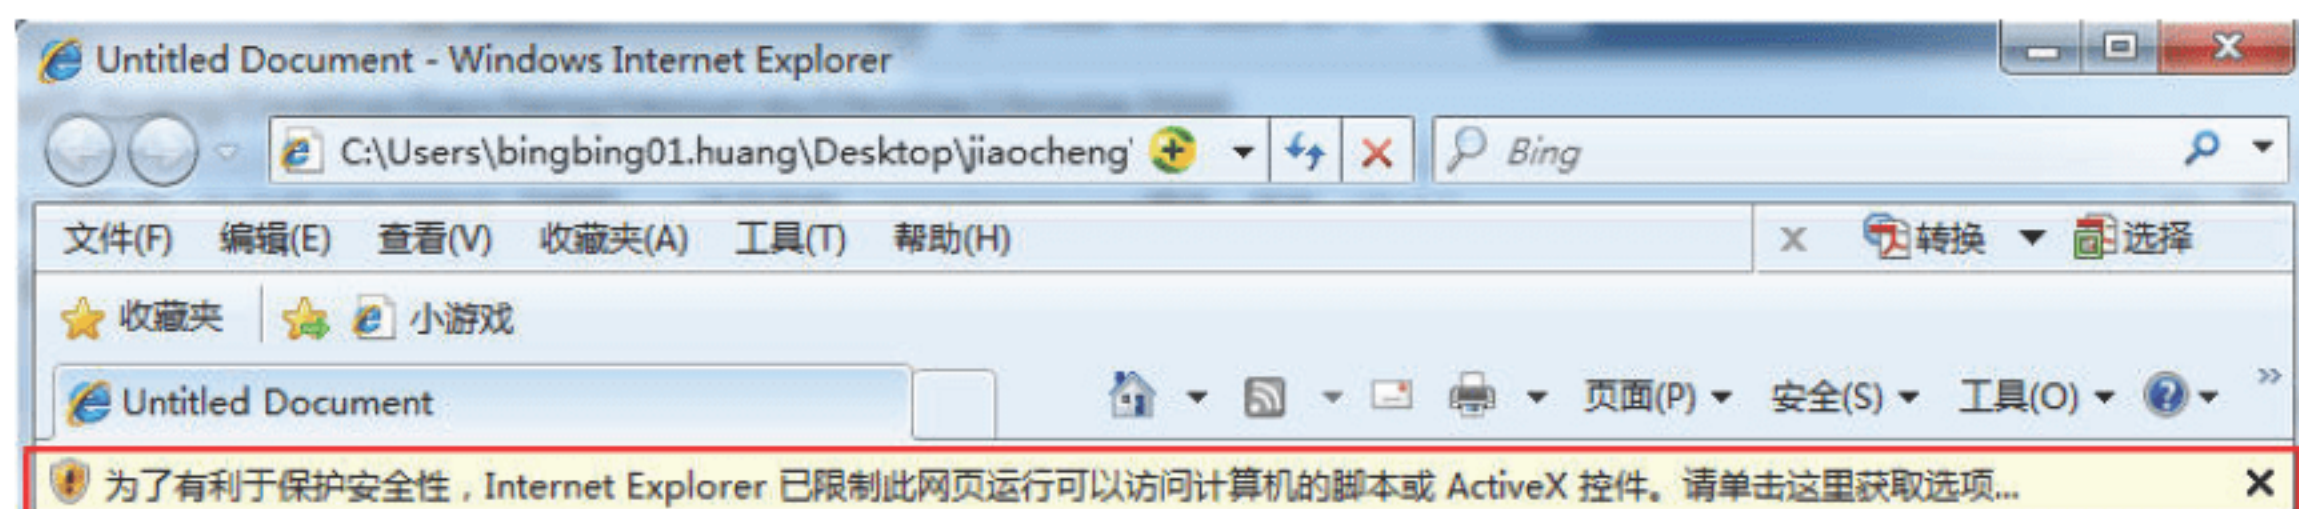 Untitled Document - Windows Internet Explorer
C:\Users\bingbing01.huang\Desktop\jiaocheng\ Bing
文件(F) 编辑(E) 查看(V) 收藏夹(A) 工具(T) 帮助(H) x 转换 选择
收藏夹 小游戏
Untitled Document 页面(P) 安全(S) 工具(O) »
为了有利于保护安全性，Internet Explorer 已限制此网页运行可以访问计算机的脚本或 ActiveX 控件。请单击这里获取选项...